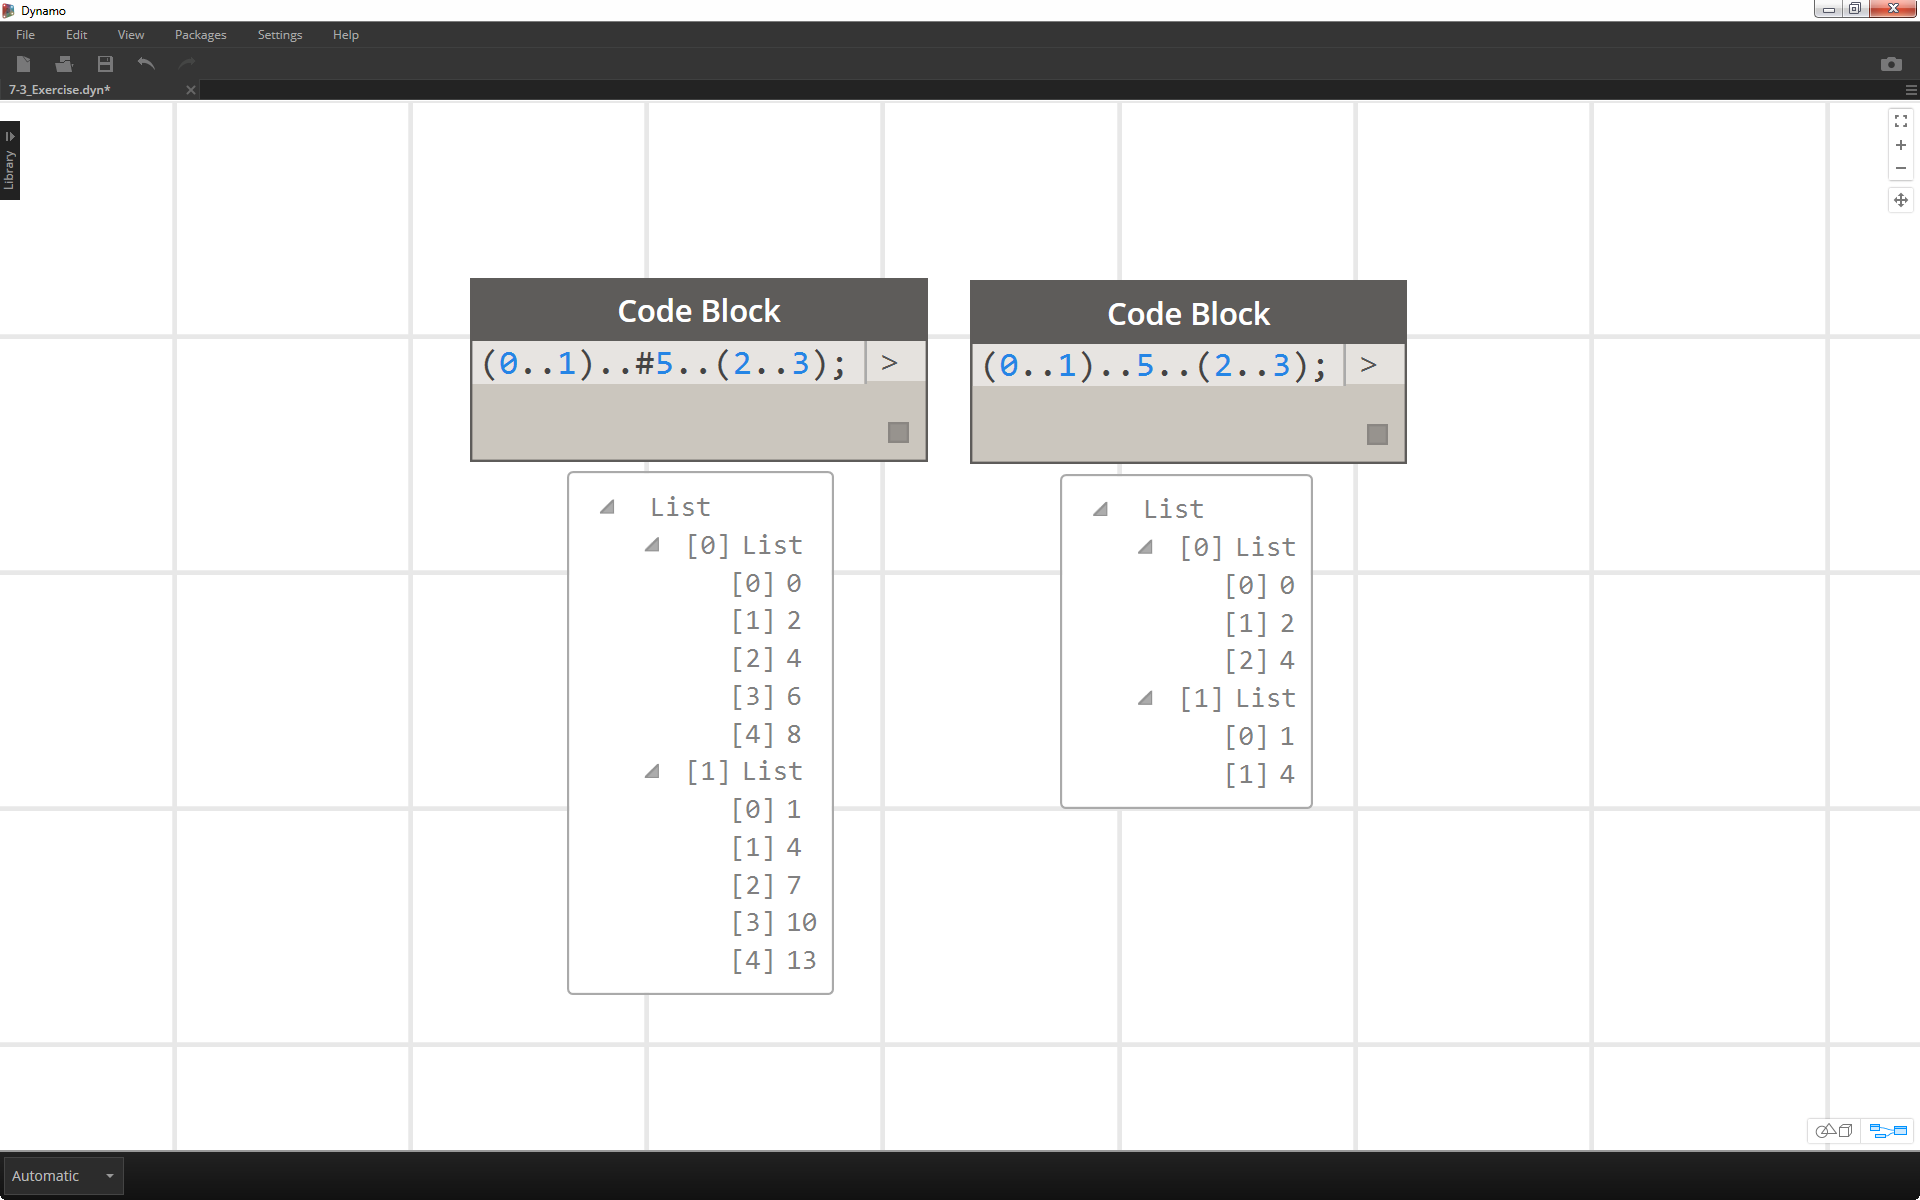 Dynamo
File Edit View Packages Settings Help
7-3_Exercise.dyn*
Library
Code Block
(0..1)..#5..(2..3); >
List
[0] List
[0] 0
[1] 2
[2] 4
[3] 6
[4] 8
[1] List
[0] 1
[1] 4
[2] 7
[3] 10
[4] 13
Code Block
(0..1)..5..(2..3); >
List
[0] List
[0] 0
[1] 2
[2] 4
[1] List
[0] 1
[1] 4
Automatic